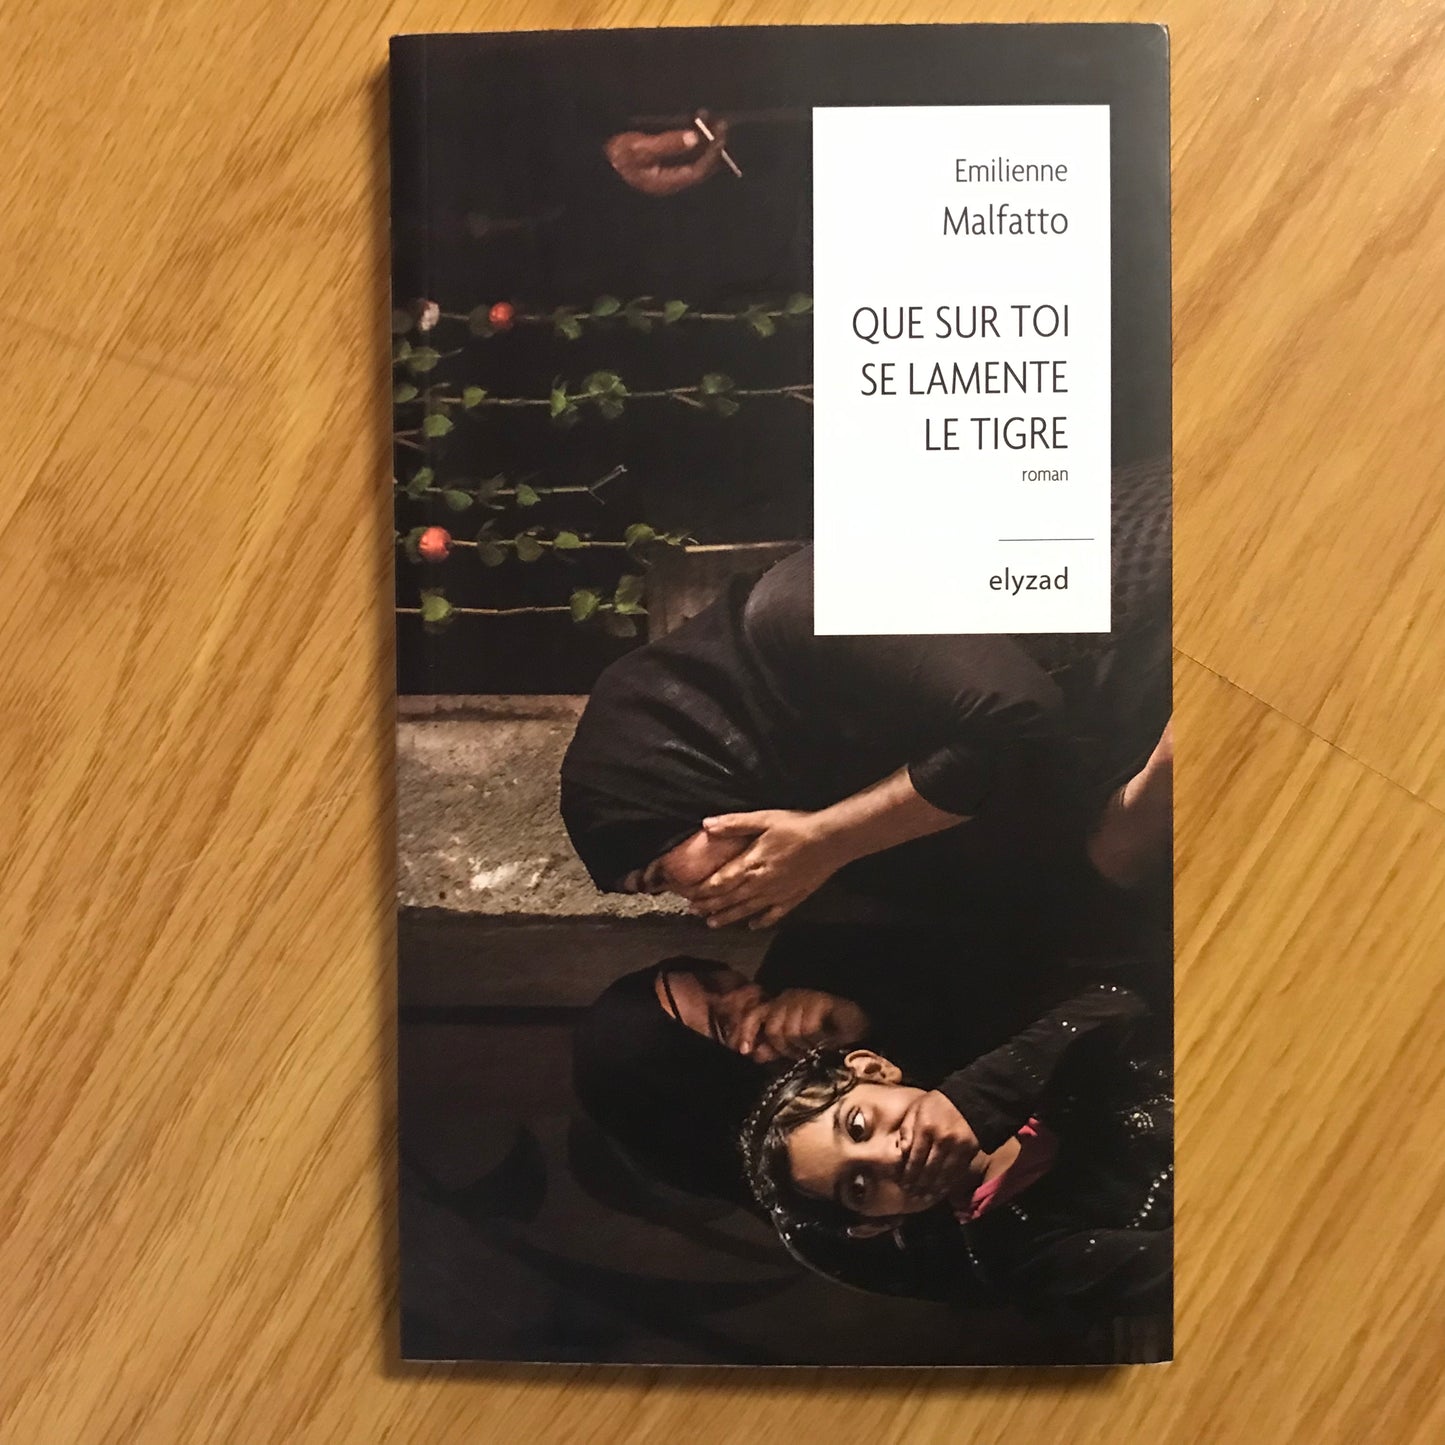 Emilienne
Malfatto
QUE SUR TOI
SE LAMENTE
LE TIGRE
roman
elyzad